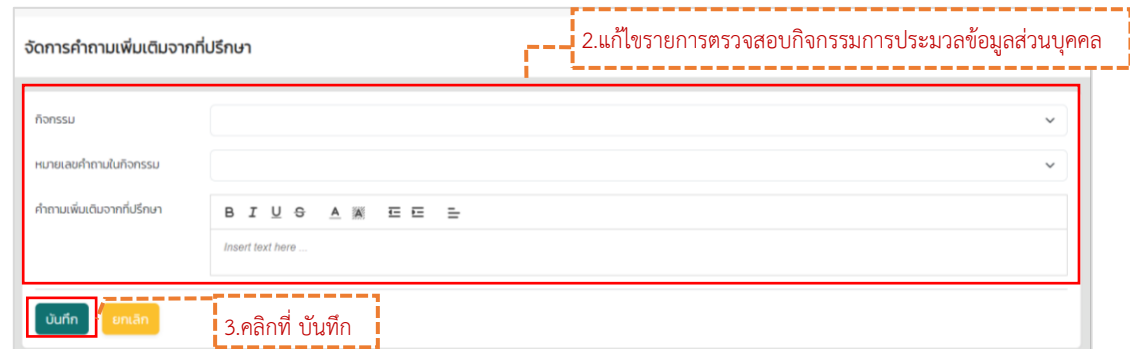 จัดการคำถามเพิ่มเติมจากที่ปรึกษา
2.แก้ไขรายการตรวจสอบกิจกรรมการประมวลข้อมูลส่วนบุคคล
กิจกรรม
หมายเลขคำถามในกิจกรรม
คำถามเพิ่มเติมจากที่ปรึกษา
B I U S A A
Insert text here ...
บันทึก ยกเลิก
3.คลิกที่ บันทึก